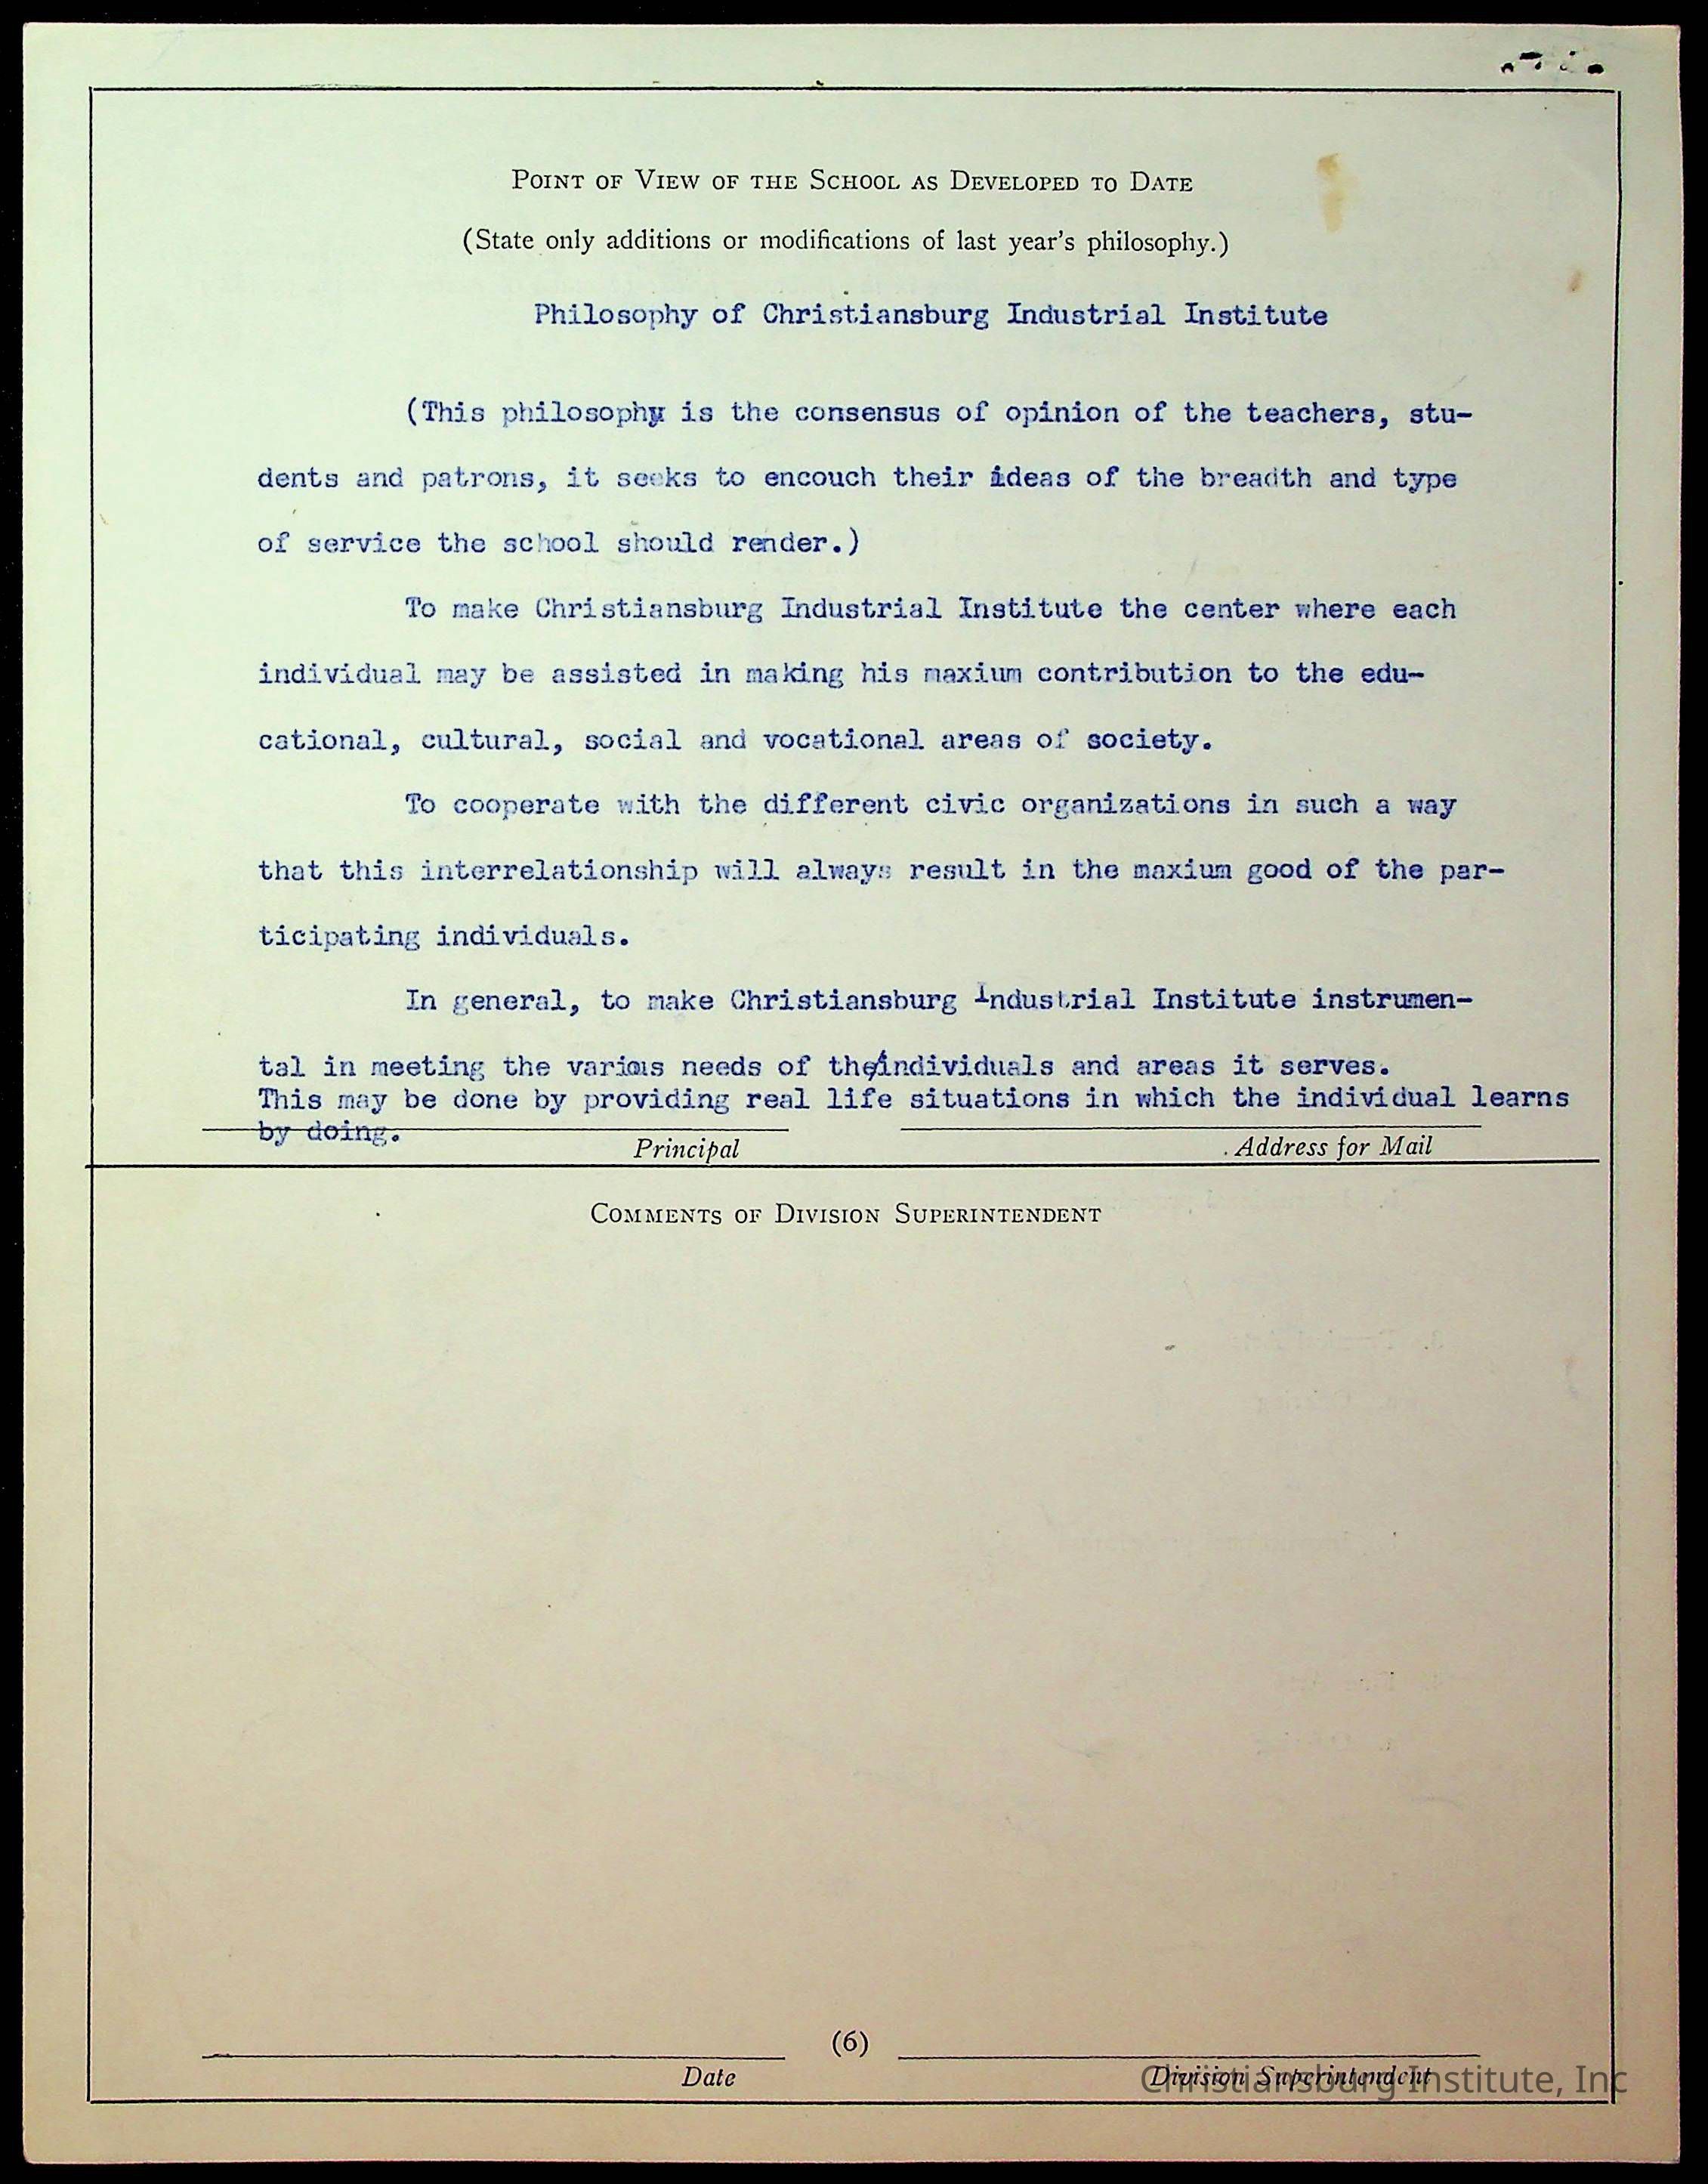 Point of View of the School as Developed to Date
(State only additions or modifications of last year's philosophy.)
Philosophy of Christiansburg Industrial Institute
(This philosophy is the consensus of opinion of the teachers, stu-
dents and patrons, it seeks to encouch their ideas of the breadth and type
of service the school should render.)
To make Christiansburg Industrial Institute the center where each
individual may be assisted in making his maxium contribution to the edu-
cational, cultural, social and vocational areas of society.
To cooperate with the different civic organizations in such a way
that this interrelationship will always result in the maxium good of the par-
ticipating individuals.
In general, to make Christiansburg Industrial Institute instrumen-
tal in meeting the various needs of the/individuals and areas it serves.
This may be done by providing real life situations in which the individual learns
by doing.
Principal Address for Mail
Comments of Division Superintendent
(6)
Date Division Superintendent
Christiansburg Institute, Inc